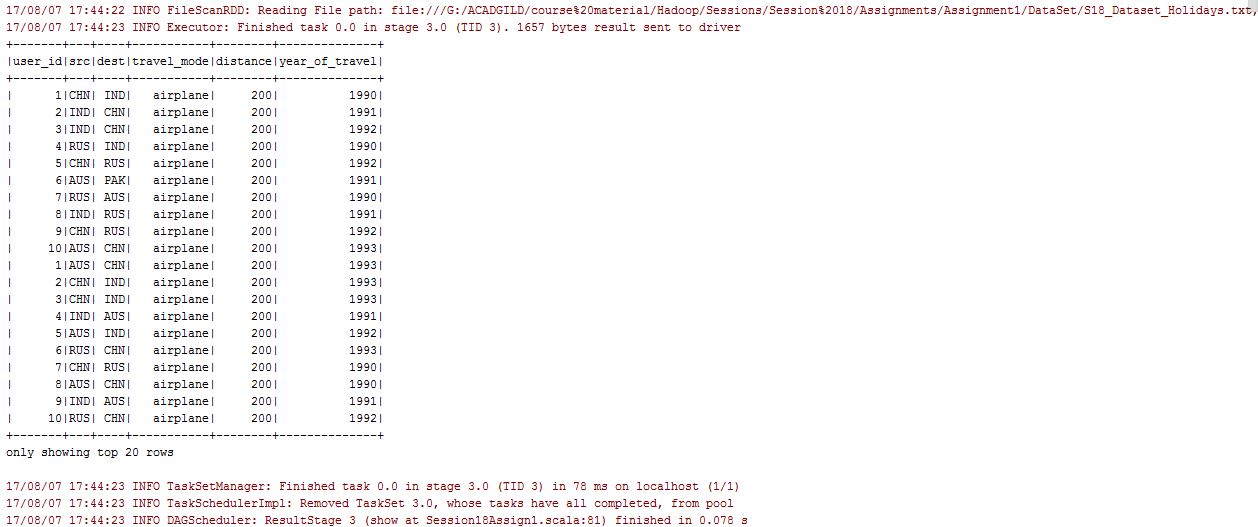 17/08/07 17:44:22 INFO FileScanRDD: Reading File path: file:///G:/ACADGILD/course%20material/Hadoop/Sessions/Session%2018/Assignments/Assignment1/DataSet/S18_Dataset_Holidays.txt,
17/08/07 17:44:23 INFO Executor: Finished task 0.0 in stage 3.0 (TID 3). 1657 bytes result sent to driver
+-------+---+----+-----------+--------+--------------+
|user_id|src|dest|travel_mode|distance|year_of_travel|
+-------+---+----+-----------+--------+--------------+
|      1|CHN| IND|   airplane|     200|          1990|
|      2|IND| CHN|   airplane|     200|          1991|
|      3|IND| CHN|   airplane|     200|          1992|
|      4|RUS| IND|   airplane|     200|          1990|
|      5|CHN| RUS|   airplane|     200|          1992|
|      6|AUS| PAK|   airplane|     200|          1991|
|      7|RUS| AUS|   airplane|     200|          1990|
|      8|IND| RUS|   airplane|     200|          1991|
|      9|CHN| RUS|   airplane|     200|          1992|
|     10|AUS| CHN|   airplane|     200|          1993|
|      1|AUS| CHN|   airplane|     200|          1993|
|      2|CHN| IND|   airplane|     200|          1993|
|      3|CHN| IND|   airplane|     200|          1993|
|      4|IND| AUS|   airplane|     200|          1991|
|      5|AUS| IND|   airplane|     200|          1992|
|      6|RUS| CHN|   airplane|     200|          1993|
|      7|CHN| RUS|   airplane|     200|          1990|
|      8|AUS| CHN|   airplane|     200|          1990|
|      9|IND| AUS|   airplane|     200|          1991|
|     10|RUS| CHN|   airplane|     200|          1992|
+-------+---+----+-----------+--------+--------------+
only showing top 20 rows
17/08/07 17:44:23 INFO TaskSetManager: Finished task 0.0 in stage 3.0 (TID 3) in 78 ms on localhost (1/1)
17/08/07 17:44:23 INFO TaskSchedulerImpl: Removed TaskSet 3.0, whose tasks have all completed, from pool
17/08/07 17:44:23 INFO DAGScheduler: ResultStage 3 (show at Session18Assign1.scala:81) finished in 0.078 s